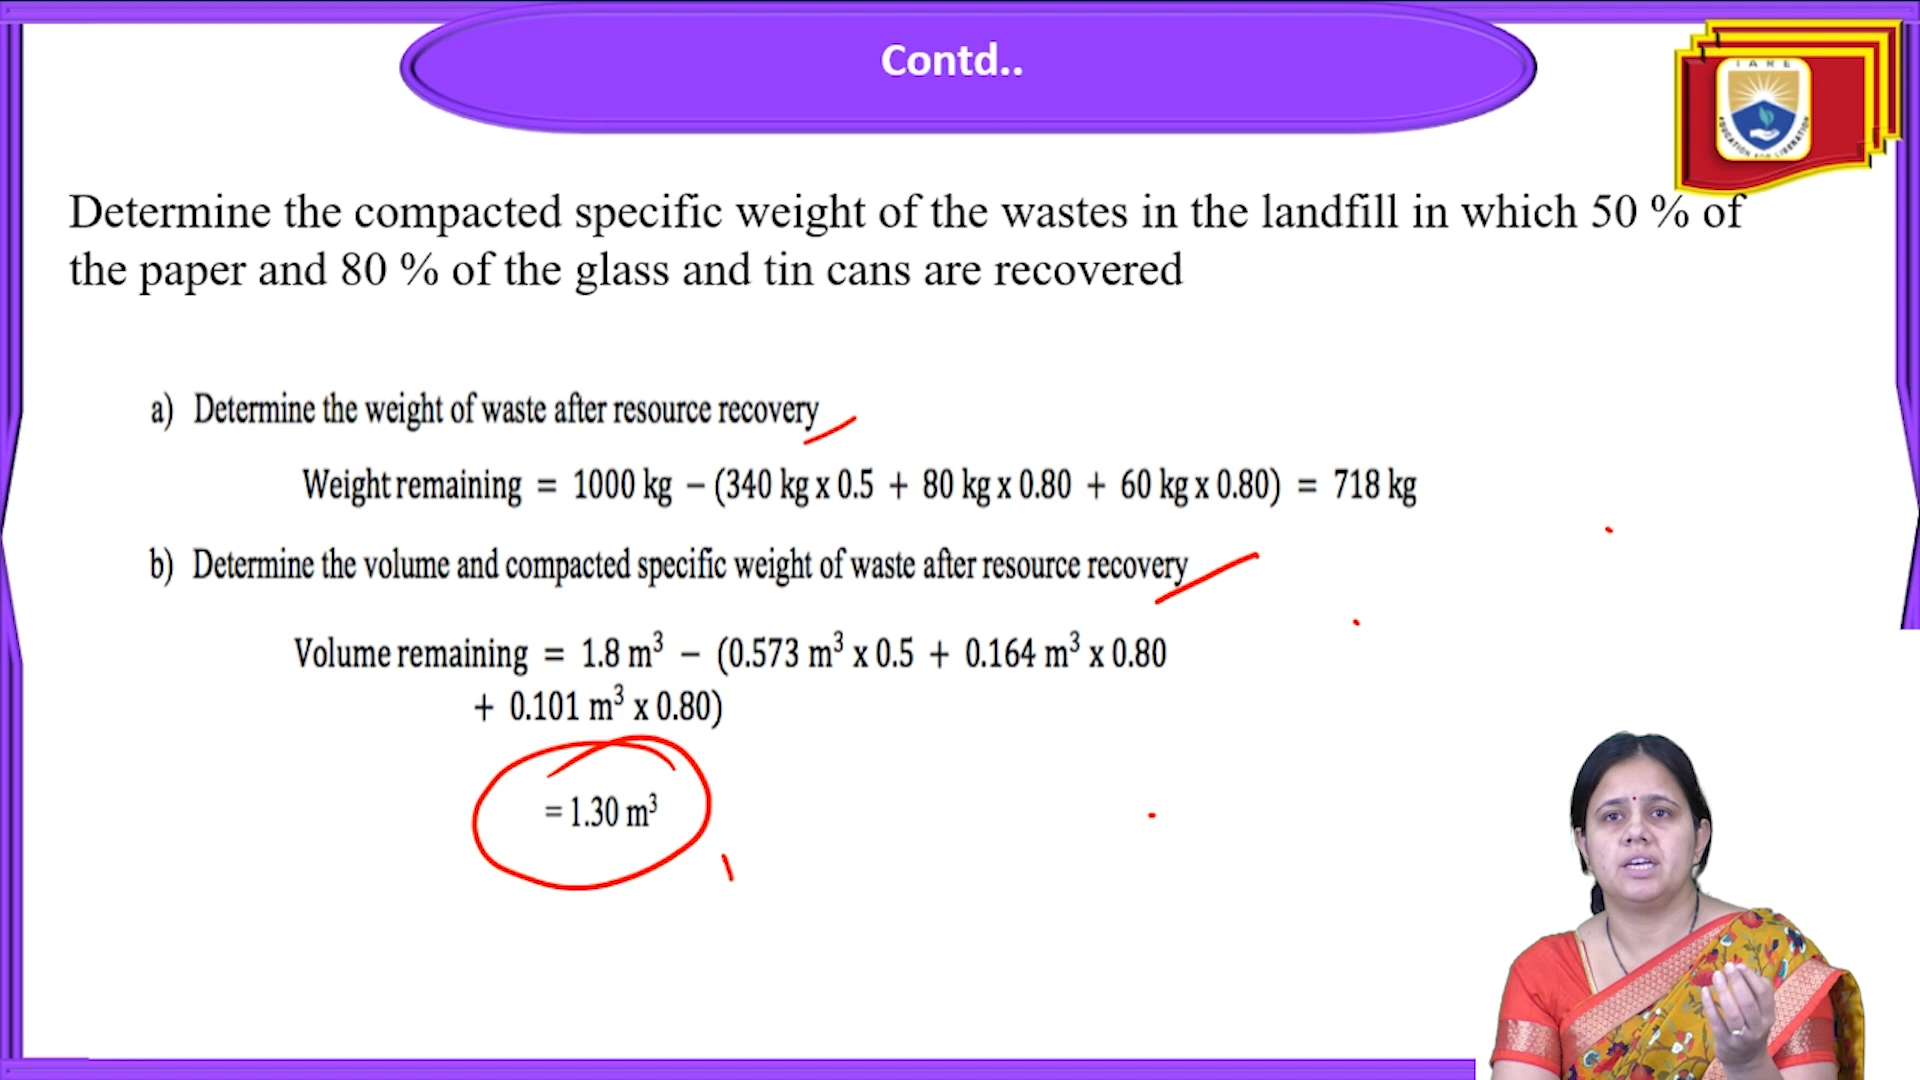 Contd..
IARE
EDUCATION FOR LIBERATION
Determine the compacted specific weight of the wastes in the landfill in which 50 % of
the paper and 80 % of the glass and tin cans are recovered
a) Determine the weight of waste after resource recovery
Weight remaining = 1000 kg − (340 kg x 0.5 + 80 kg x 0.80 + 60 kg x 0.80) = 718 kg
b) Determine the volume and compacted specific weight of waste after resource recovery
Volume remaining = 1.8 m³ − (0.573 m³ x 0.5 + 0.164 m³ x 0.80
+ 0.101 m³ x 0.80)
= 1.30 m³